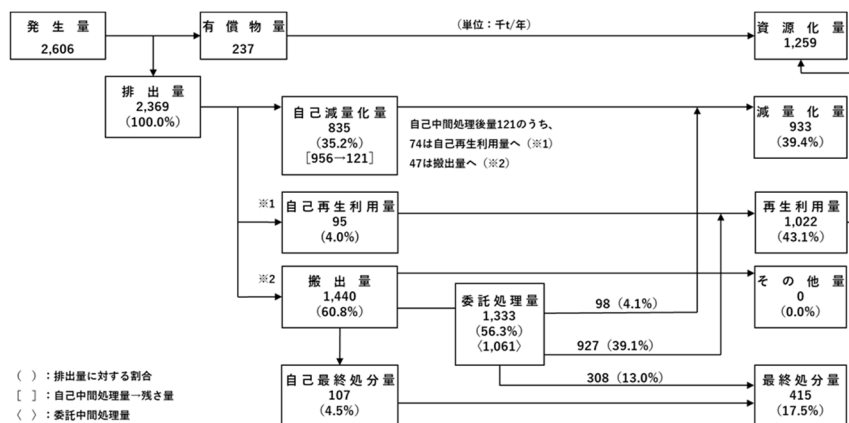 発生量
2,606
有償物量
237
(単位:千t/年)
資源化量
1,259
排出量
2,369
(100.0%)
自己減量化量
835
(35.2%)
[956→121]
自己中間処理後量121のうち、
74は自己再生利用量へ(※1)
47は搬出量へ(※2)
減量化量
933
(39.4%)
※1
自己再生利用量
95
(4.0%)
再生利用量
1,022
(43.1%)
※2
搬出量
1,440
(60.8%)
委託処理量
1,333
(56.3%)
〈1,061〉
98(4.1%)
927(39.1%)
308(13.0%)
その他量
0
(0.0%)
自己最終処分量
107
(4.5%)
最終処分量
415
(17.5%)
( ):排出量に対する割合
[ ]:自己中間処理量→残さ量
〈 〉:委託中間処理量